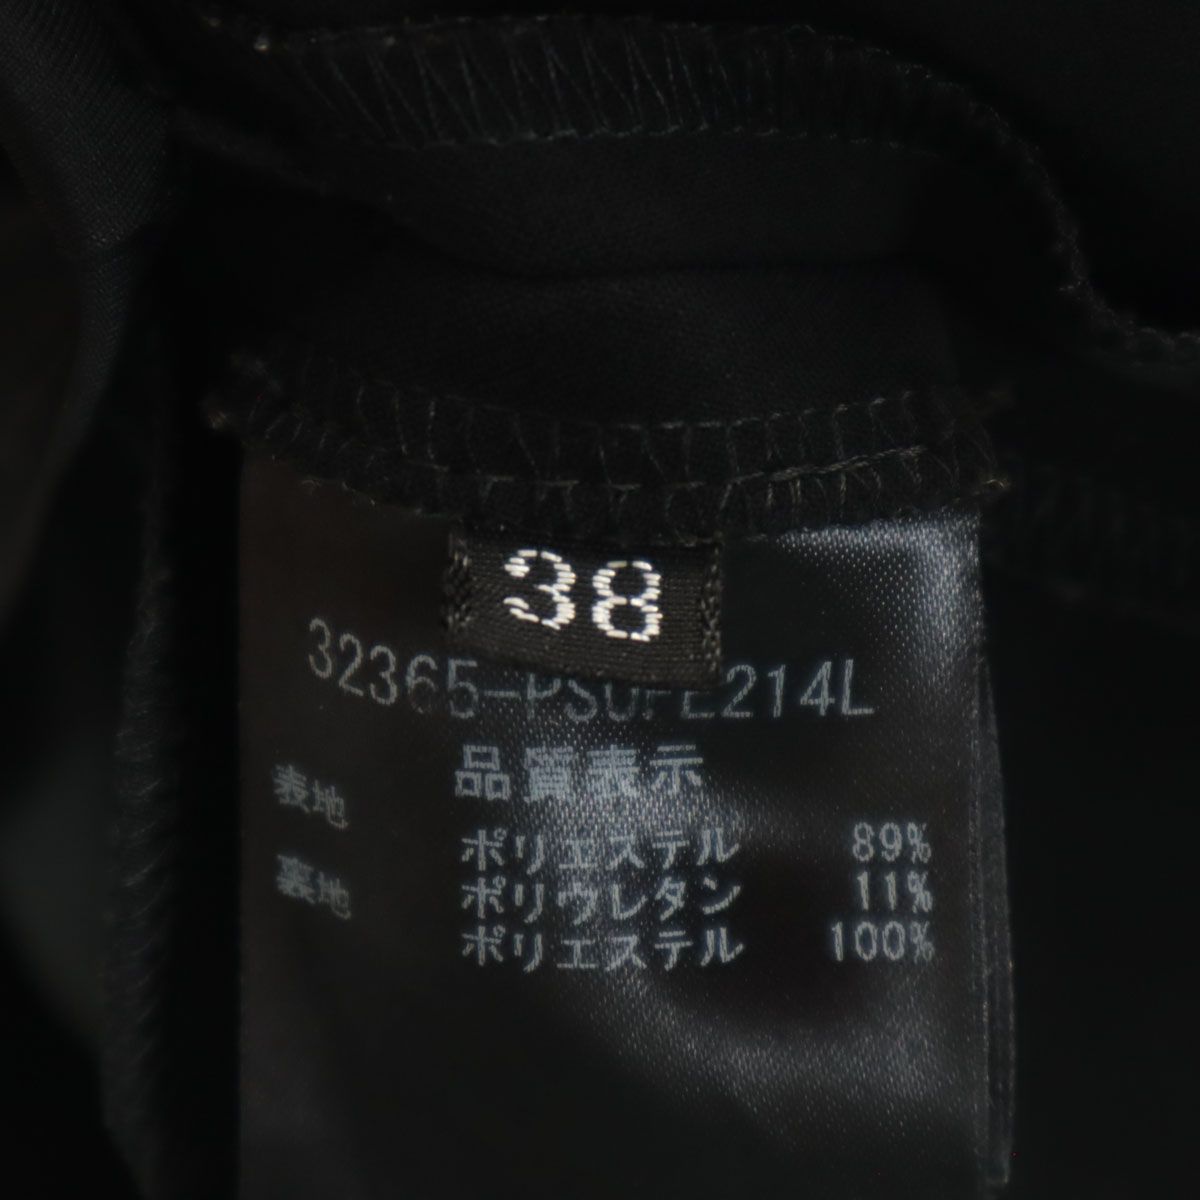 38
32365-PSOPE214L
品質表示
表地 ポリエステル 89%
ポリウレタン 11%
裏地 ポリエステル 100%